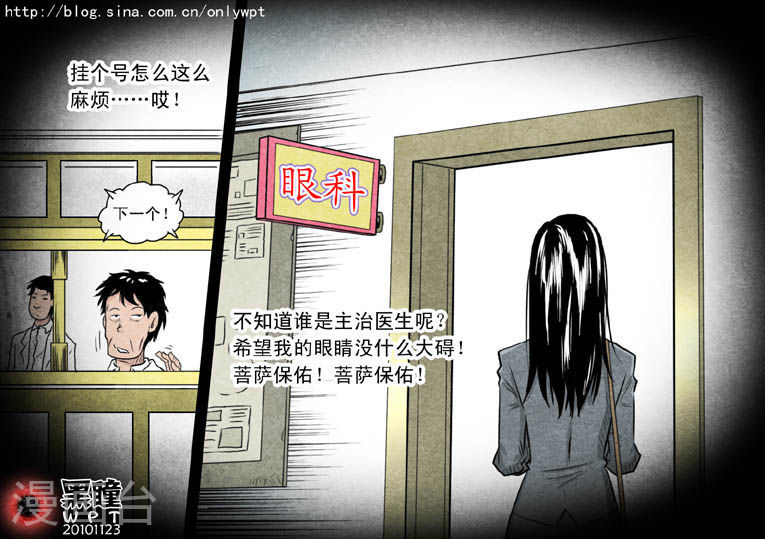 http://blog.sina.com.cn/onlywpt
挂个号怎么这么
麻烦……哎！
下一个！
眼科
不知道谁是主治医生呢？
希望我的眼睛没什么大碍！
菩萨保佑！菩萨保佑！
黑瞳
WPT
20101123
漫画台